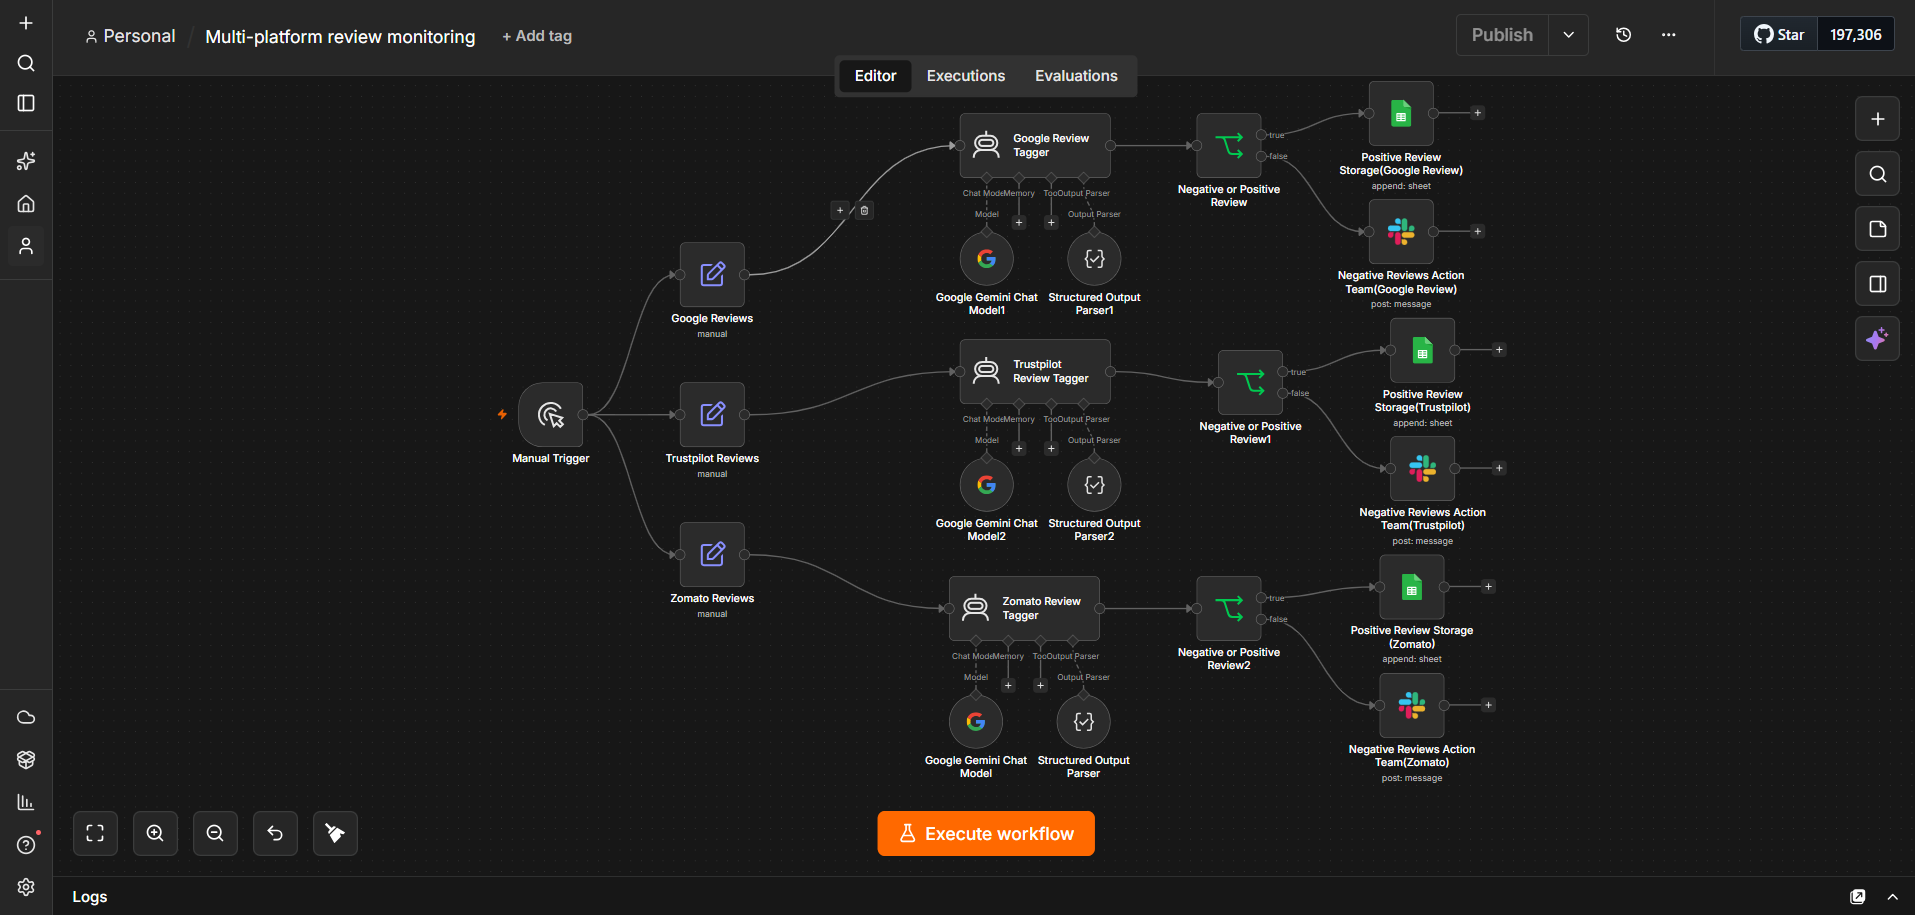 Personal / Multi-platform review monitoring + Add tag
Publish
Star 197,306
Editor Executions Evaluations
Google Review
Tagger
Chat Mode
Memory
Too
Output Parser
Model
Output Parser
Google Gemini Chat
Model1
Structured Output
Parser1
Negative or Positive
Review
true
false
Positive Review
Storage(Google Review)
append: sheet
Negative Reviews Action
Team(Google Review)
post: message
Google Reviews
manual
Manual Trigger
Trustpilot Reviews
manual
Trustpilot
Review Tagger
Chat Mode
Memory
Too
Output Parser
Model
Output Parser
Google Gemini Chat
Model2
Structured Output
Parser2
Negative or Positive
Review1
true
false
Positive Review
Storage(Trustpilot)
append: sheet
Negative Reviews Action
Team(Trustpilot)
post: message
Zomato Reviews
manual
Zomato Review
Tagger
Chat Mode
Memory
Too
Output Parser
Model
Output Parser
Google Gemini Chat
Model
Structured Output
Parser
Negative or Positive
Review2
true
false
Positive Review Storage
(Zomato)
append: sheet
Negative Reviews Action
Team(Zomato)
post: message
Execute workflow
Logs